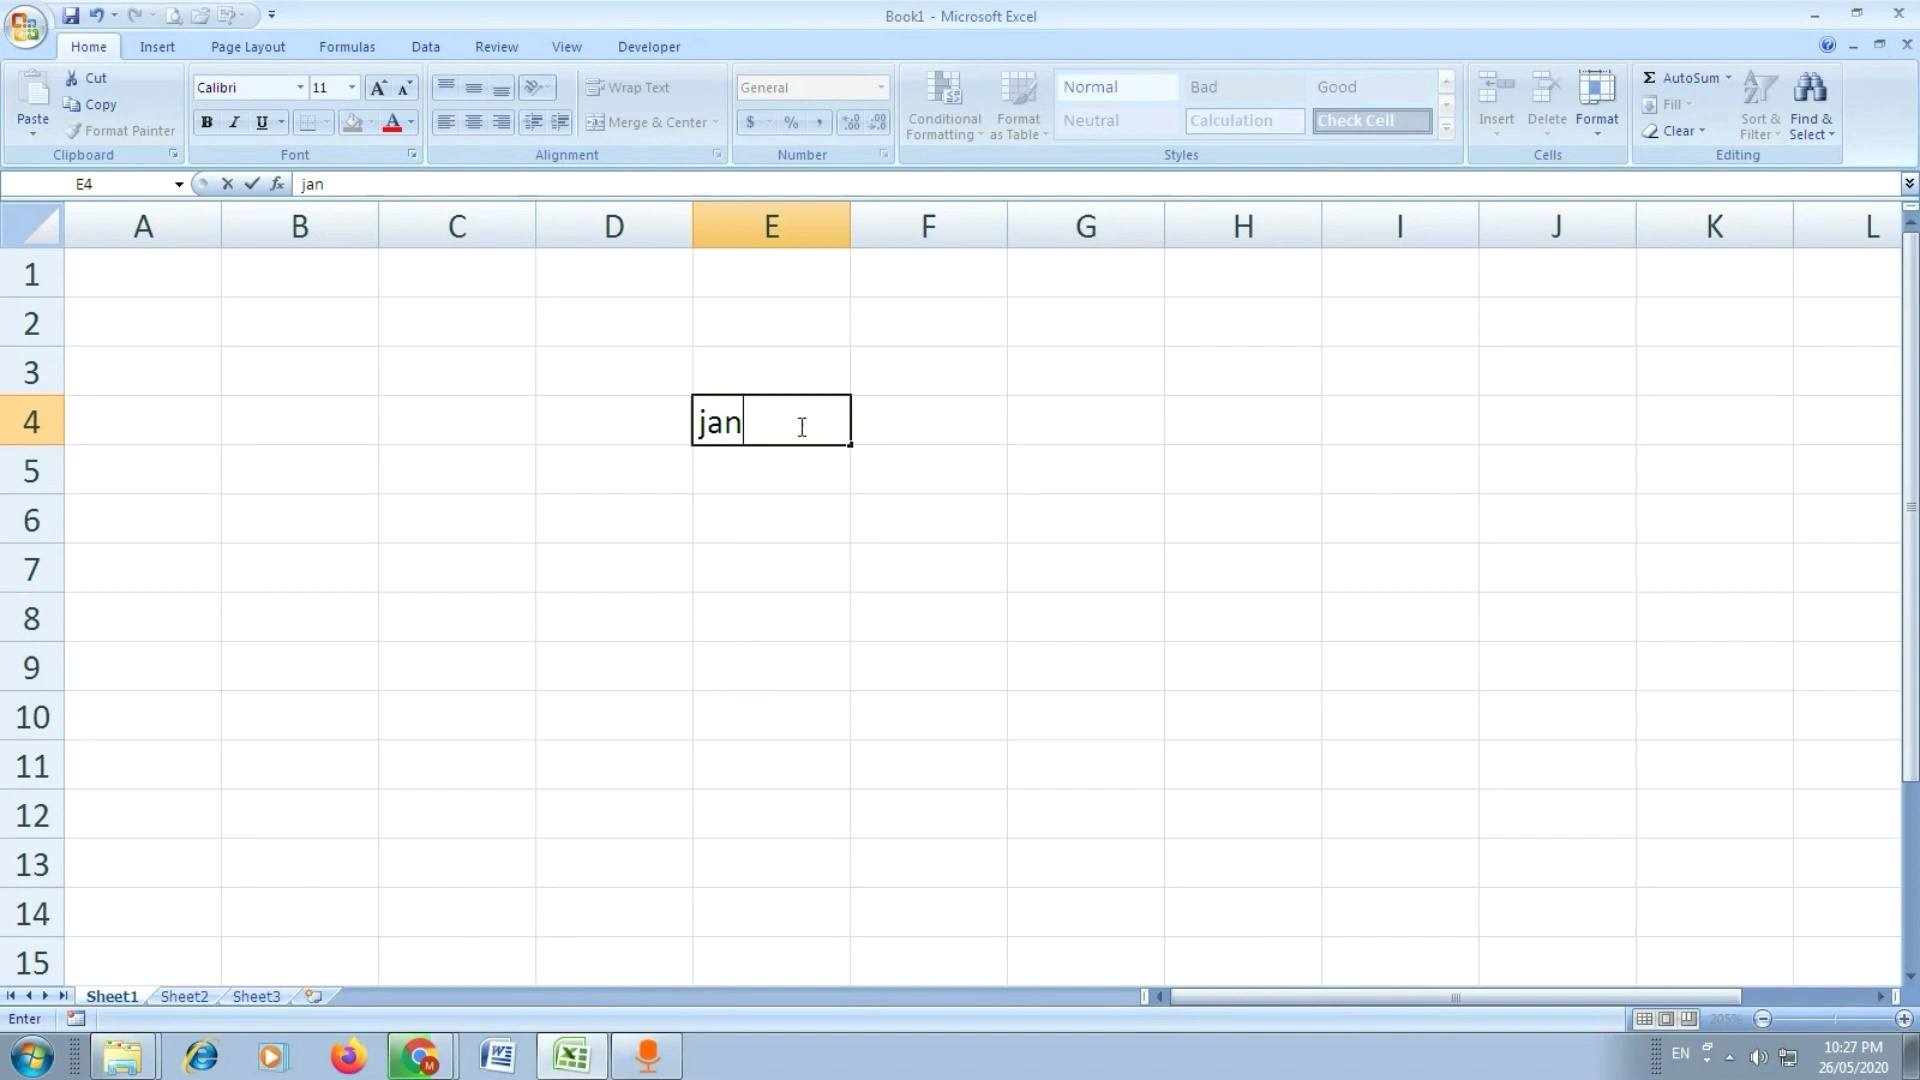 Book1 - Microsoft Excel
Home Insert Page Layout Formulas Data Review View Developer
Paste
Cut
Copy
Format Painter
Clipboard
Calibri 11
B I U
Font
Wrap Text
Merge & Center
Alignment
General
$ % ,
Number
Conditional Formatting
Format as Table
Normal Bad Good
Neutral Calculation Check Cell
Styles
Insert Delete Format
Cells
Σ AutoSum
Fill
Clear
Sort & Filter
Find & Select
Editing
E4 fx jan
A B C D E F G H I J K L
1
2
3
4 jan
5
6
7
8
9
10
11
12
13
14
15
Sheet1 Sheet2 Sheet3
Enter 205%
EN 10:27 PM
26/05/2020